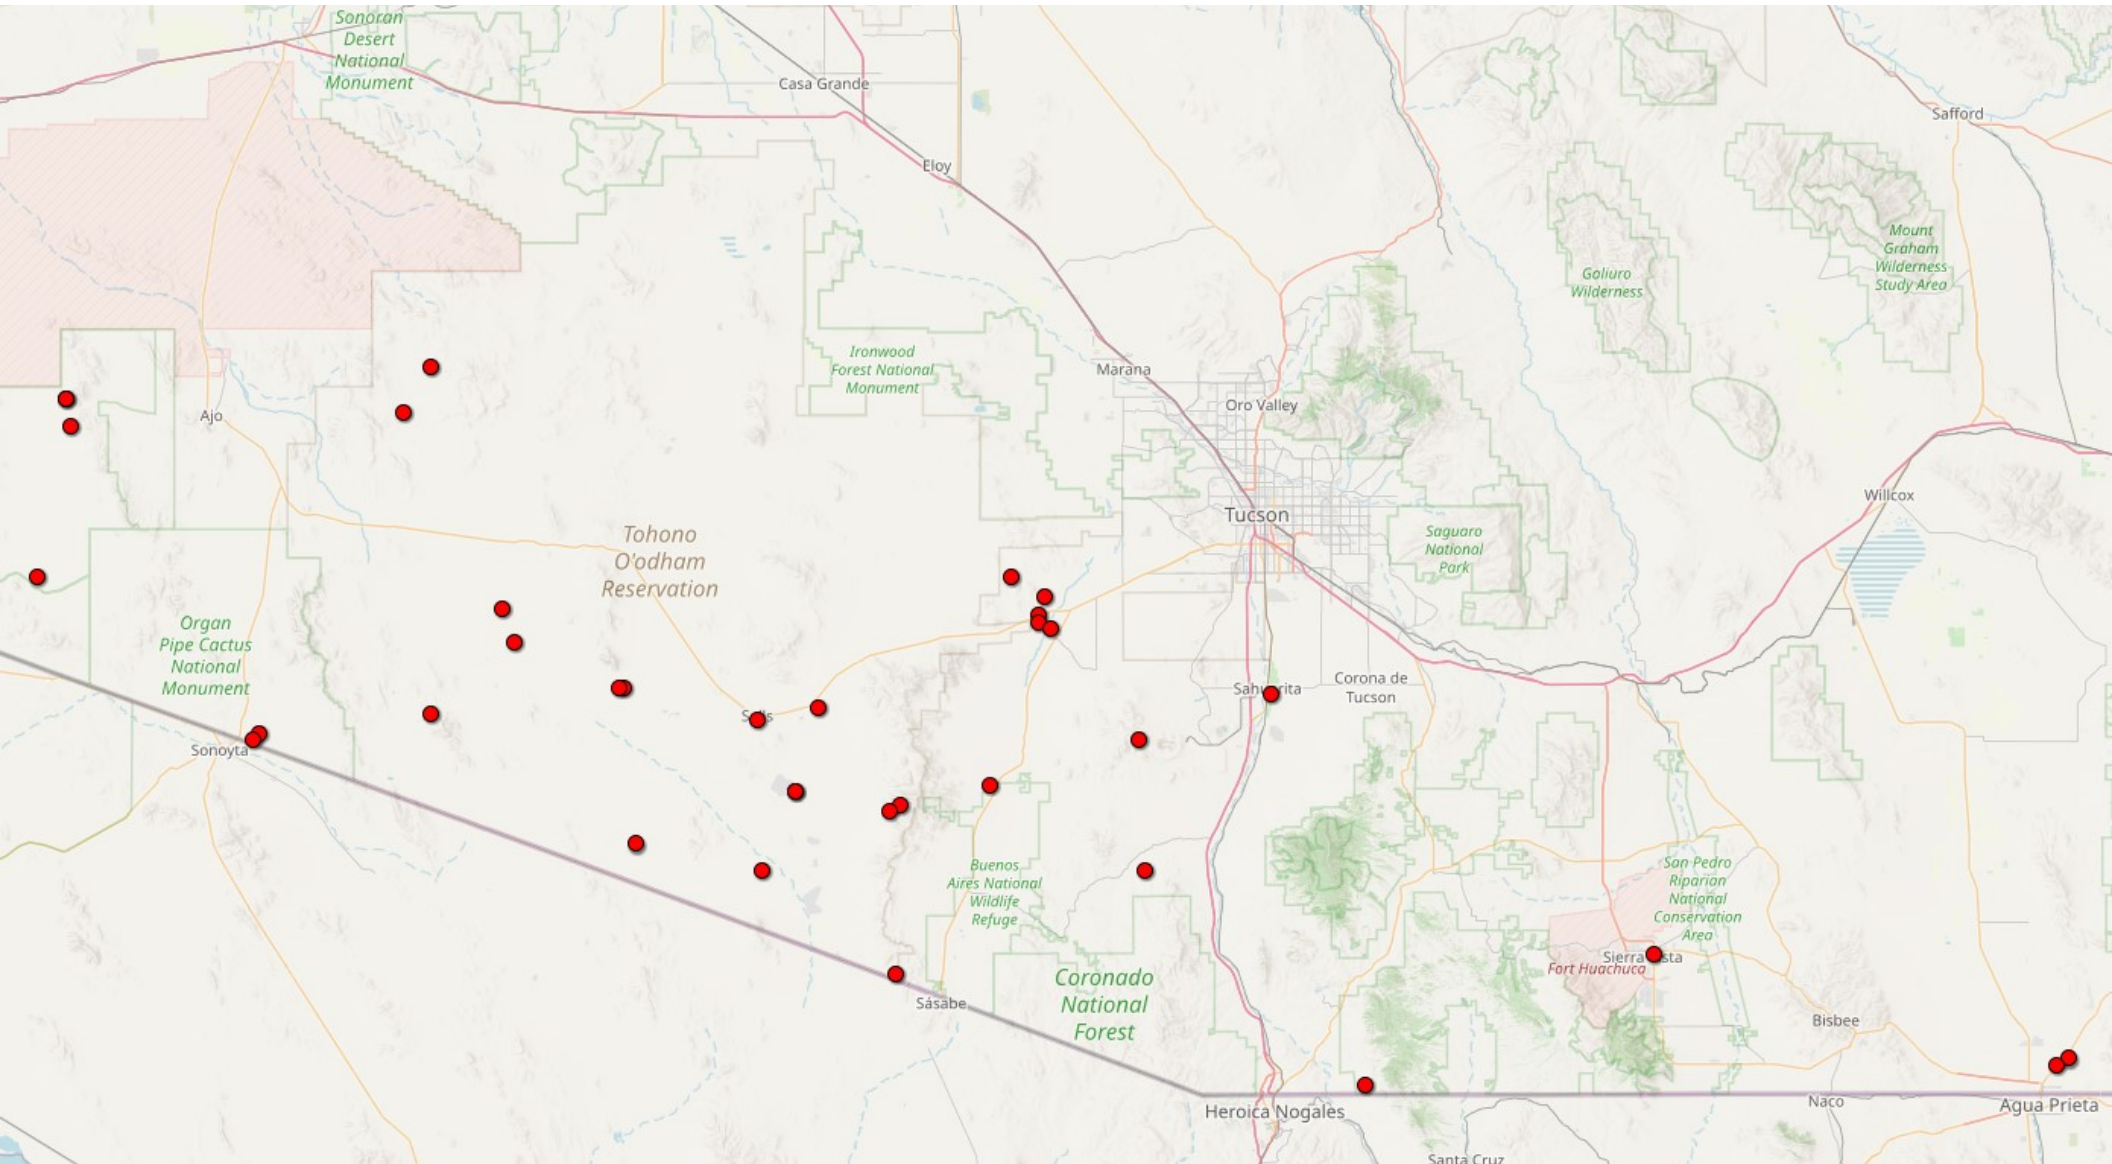 Sonoran
Desert
National
Monument
Casa Grande
Safford
Eloy
Mount
Graham
Wilderness
Study Area
Galiuro
Wilderness
Ironwood
Forest National
Monument
Marana
Ajo
Oro Valley
Willcox
Tucson
Tohono
O'odham
Reservation
Saguaro
National
Park
Organ
Pipe Cactus
National
Monument
Corona de
Tucson
Sonoyta
Buenos
Aires National
Wildlife
Refuge
San Pedro
Riparian
National
Conservation
Area
Fort Huachuca
Coronado
National
Forest
Sásabe
Bisbee
Heroica Nogales
Naco
Agua Prieta
Santa Cruz